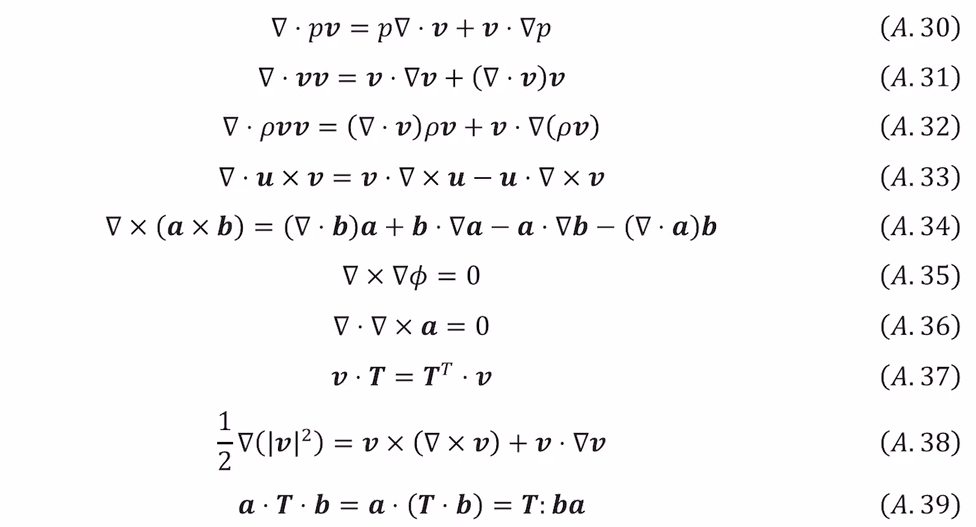 ∇ · p𝒗 = p∇ · 𝒗 + 𝒗 · ∇p (A. 30)
∇ · 𝒗𝒗 = 𝒗 · ∇𝒗 + (∇ · 𝒗)𝒗 (A. 31)
∇ · ρ𝒗𝒗 = (∇ · 𝒗)ρ𝒗 + 𝒗 · ∇(ρ𝒗) (A. 32)
∇ · 𝒖 × 𝒗 = 𝒗 · ∇ × 𝒖 − 𝒖 · ∇ × 𝒗 (A. 33)
∇ × (𝒂 × 𝒃) = (∇ · 𝒃)𝒂 + 𝒃 · ∇𝒂 − 𝒂 · ∇𝒃 − (∇ · 𝒂)𝒃 (A. 34)
∇ × ∇ϕ = 0 (A. 35)
∇ · ∇ × 𝒂 = 0 (A. 36)
𝒗 · 𝑻 = 𝑻ᵀ · 𝒗 (A. 37)
1/2 ∇(|𝒗|²) = 𝒗 × (∇ × 𝒗) + 𝒗 · ∇𝒗 (A. 38)
𝒂 · 𝑻 · 𝒃 = 𝒂 · (𝑻 · 𝒃) = 𝑻: 𝒃𝒂 (A. 39)